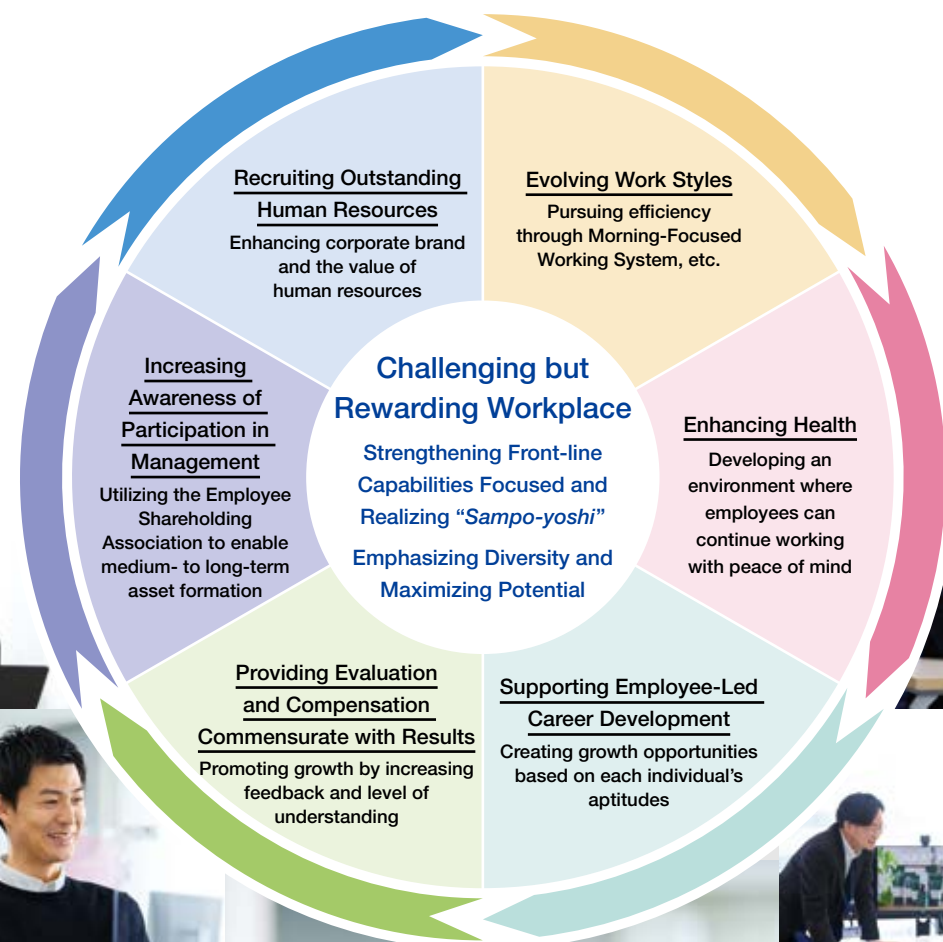 Recruiting Outstanding
Human Resources
Enhancing corporate brand
and the value of
human resources
Evolving Work Styles
Pursuing efficiency
through Morning-Focused
Working System, etc.
Increasing
Awareness of
Participation in
Management
Utilizing the Employee
Shareholding
Association to enable
medium- to long-term
asset formation
Challenging but
Rewarding Workplace
Strengthening Front-line
Capabilities Focused and
Realizing “Sampo-yoshi”
Emphasizing Diversity and
Maximizing Potential
Enhancing Health
Developing an
environment where
employees can
continue working
with peace of mind
Providing Evaluation
and Compensation
Commensurate with Results
Promoting growth by increasing
feedback and level of
understanding
Supporting Employee-Led
Career Development
Creating growth opportunities
based on each individual’s
aptitudes